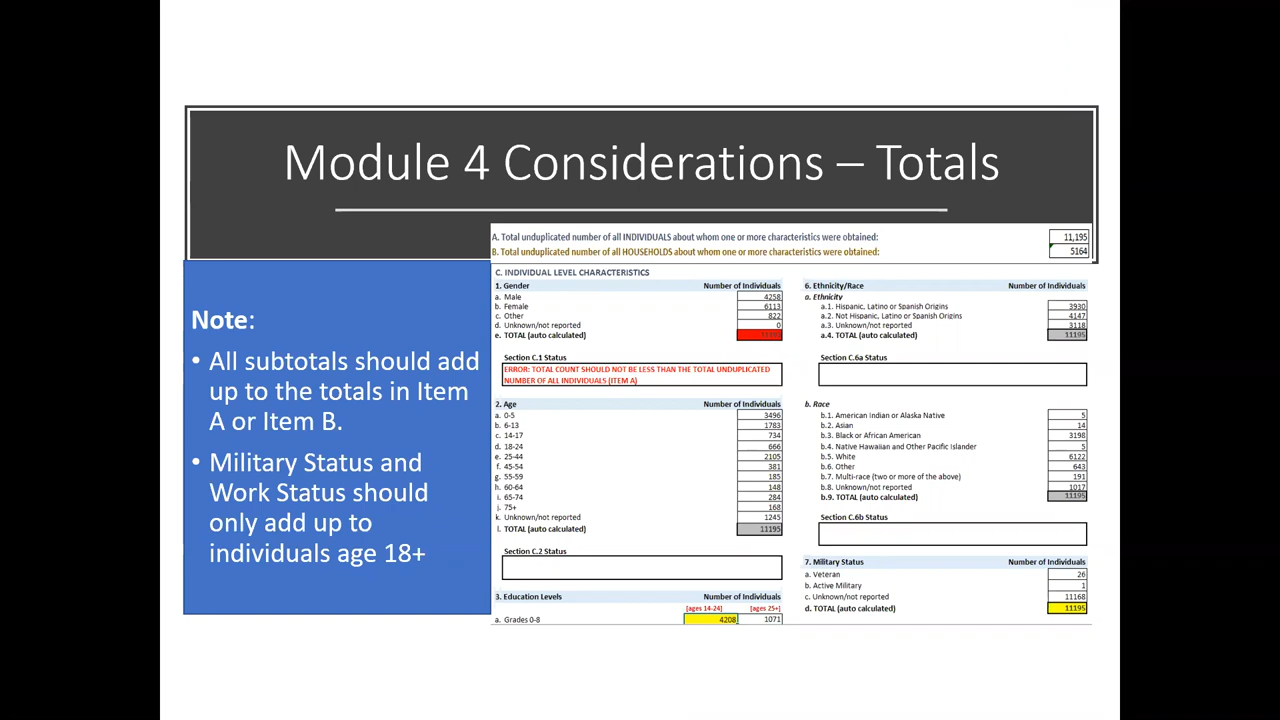 Module 4 Considerations – Totals
A. Total unduplicated number of all INDIVIDUALS about whom one or more characteristics were obtained: 11,195
B. Total unduplicated number of all HOUSEHOLDS about whom one or more characteristics were obtained: 5164
Note:
• All subtotals should add
up to the totals in Item
A or Item B.
• Military Status and
Work Status should
only add up to
individuals age 18+
C. INDIVIDUAL LEVEL CHARACTERISTICS
1. Gender Number of Individuals
a. Male 4258
b. Female 6113
c. Other 822
d. Unknown/not reported 0
e. TOTAL (auto calculated)
Section C.1 Status
ERROR: TOTAL COUNT SHOULD NOT BE LESS THAN THE TOTAL UNDUPLICATED
NUMBER OF ALL INDIVIDUALS (ITEM A)
2. Age Number of Individuals
a. 0-5 3496
b. 6-13 1783
c. 14-17 734
d. 18-24 666
e. 25-44 2105
f. 45-54 381
g. 55-59 185
h. 60-64 148
i. 65-74 284
j. 75+ 168
k. Unknown/not reported 1245
l. TOTAL (auto calculated) 11195
Section C.2 Status
3. Education Levels Number of Individuals
[ages 14-24] [ages 25+]
a. Grades 0-8 4208 1071
6. Ethnicity/Race Number of Individuals
a. Ethnicity
a.1. Hispanic, Latino or Spanish Origins 3930
a.2. Not Hispanic, Latino or Spanish Origins 4147
a.3. Unknown/not reported 3118
a.4. TOTAL (auto calculated) 11195
Section C.6a Status
b. Race
b.1. American Indian or Alaska Native 5
b.2. Asian 14
b.3. Black or African American 3198
b.4. Native Hawaiian and Other Pacific Islander 5
b.5. White 6122
b.6. Other 643
b.7. Multi-race (two or more of the above) 191
b.8. Unknown/not reported 1017
b.9. TOTAL (auto calculated) 11195
Section C.6b Status
7. Military Status Number of Individuals
a. Veteran 26
b. Active Military 1
c. Unknown/not reported 11168
d. TOTAL (auto calculated) 11195